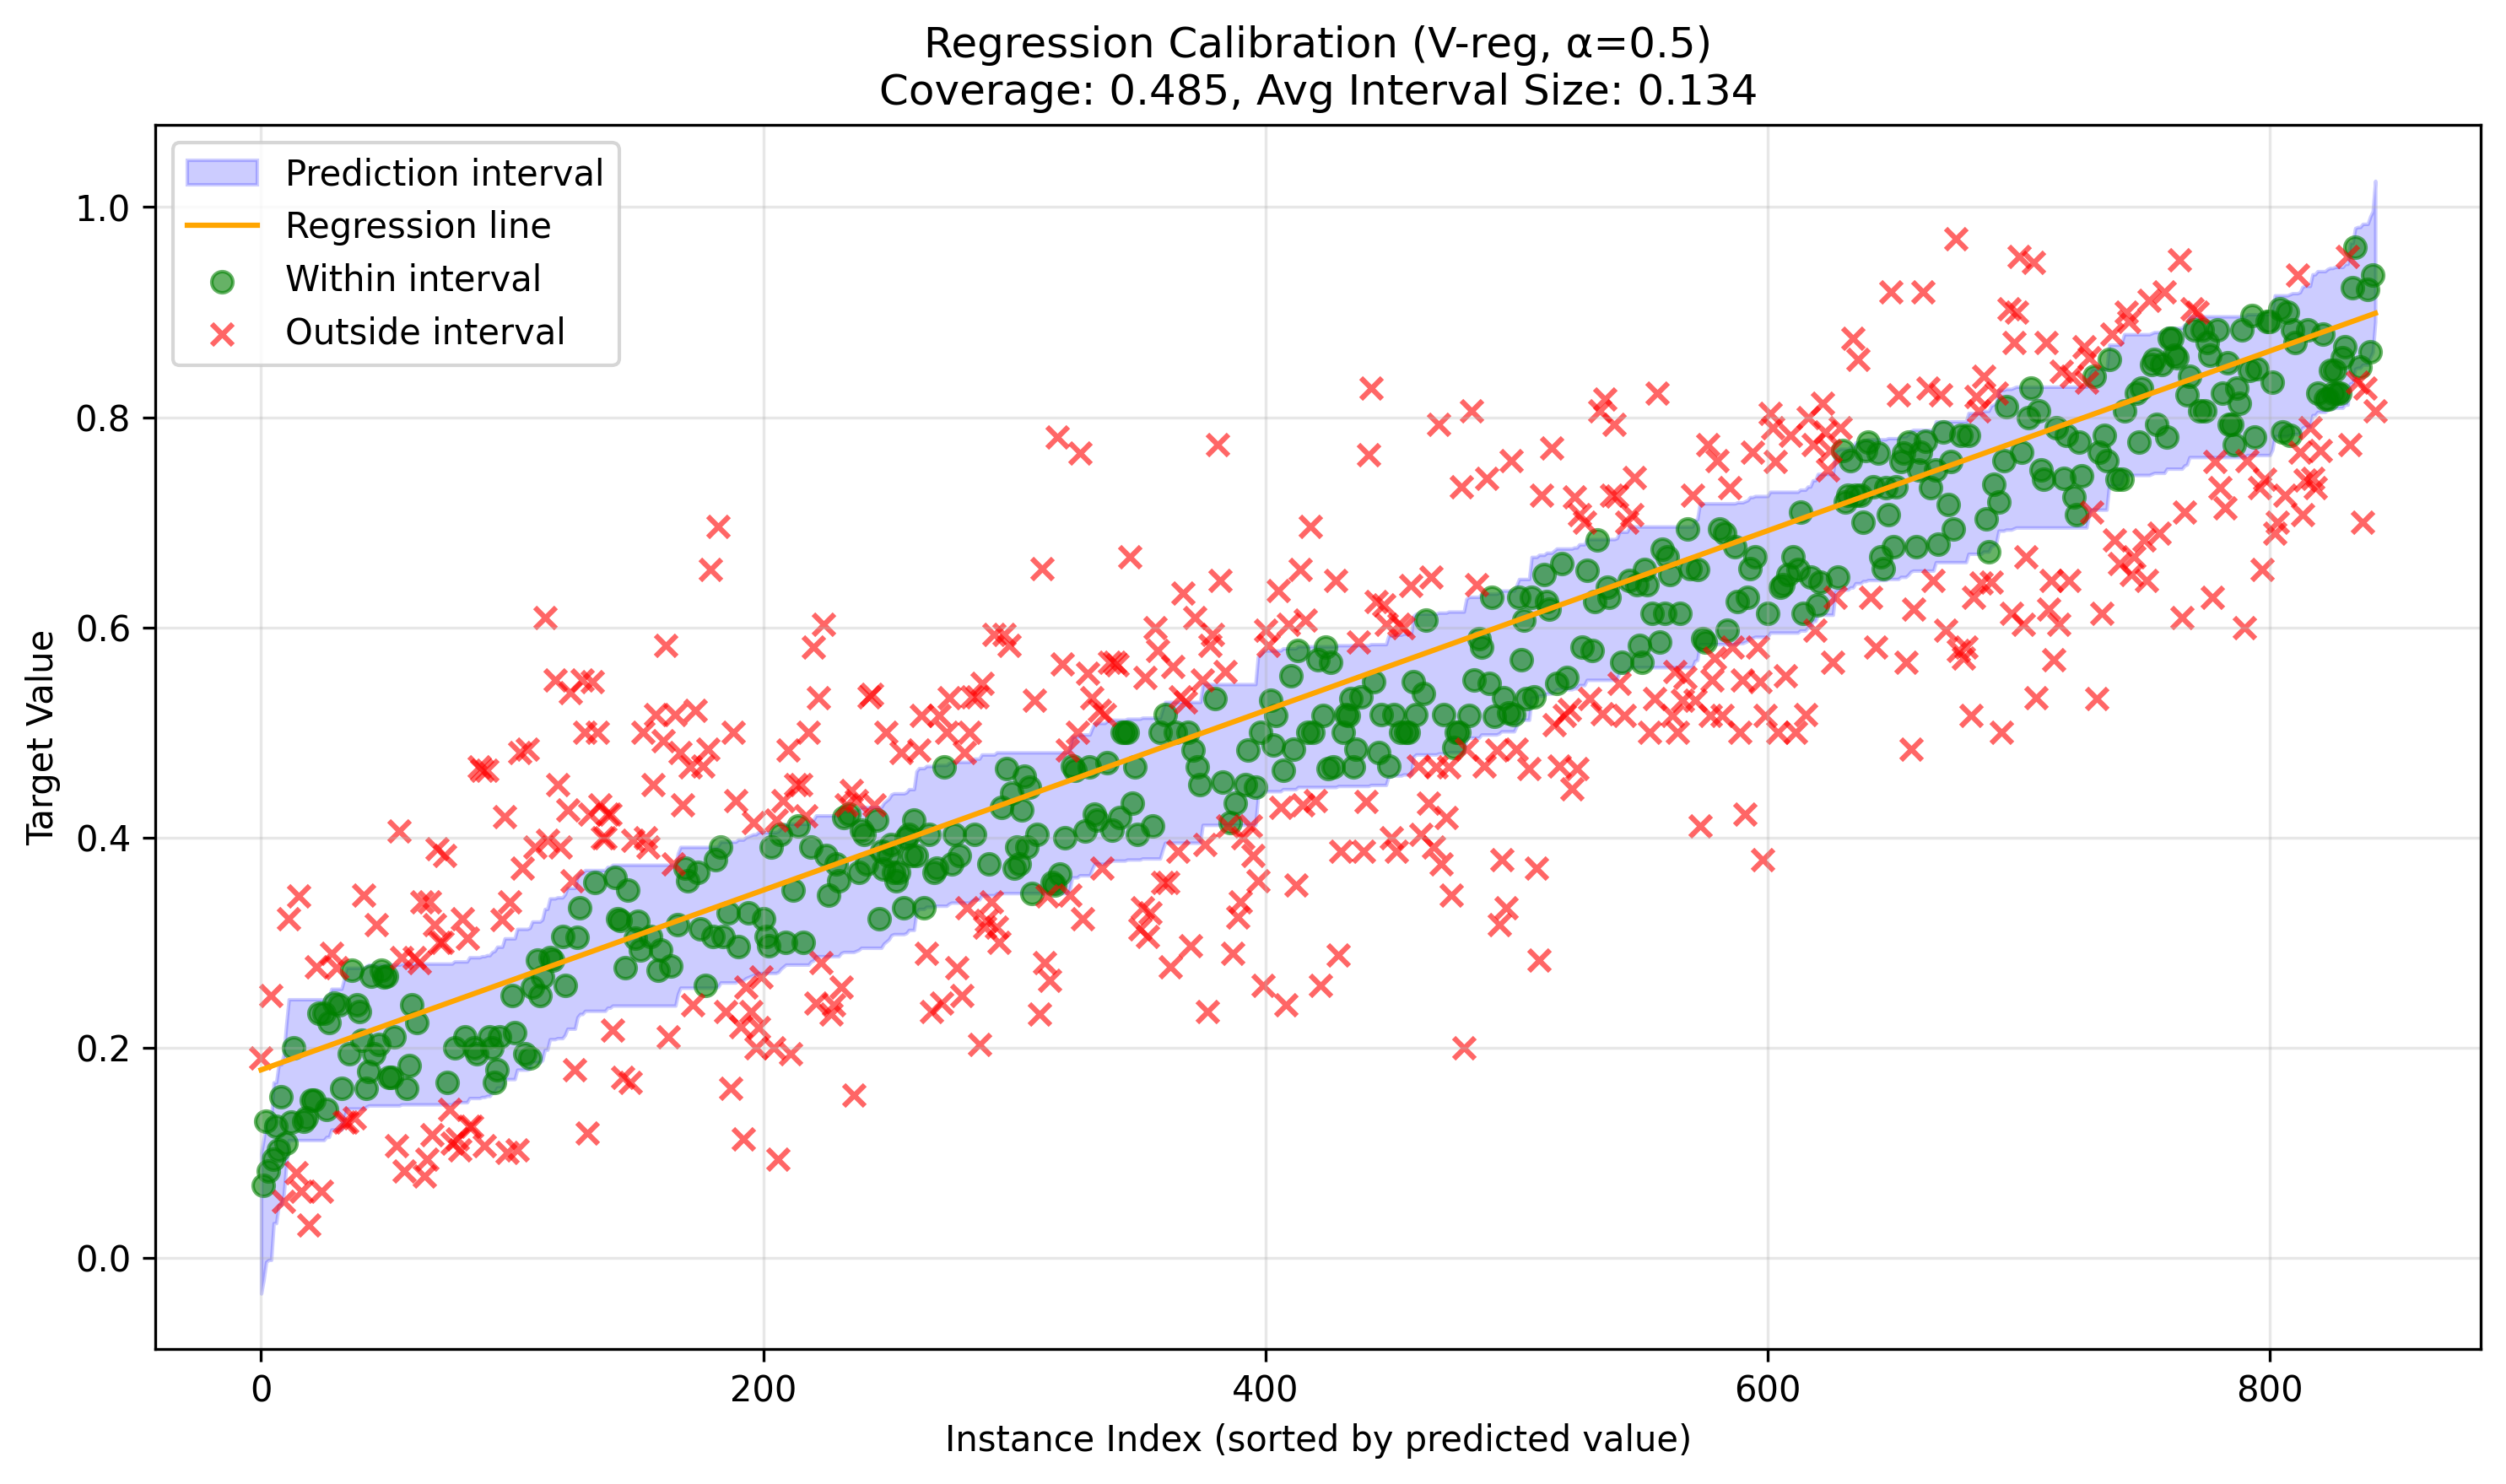 Regression Calibration (V-reg, α=0.5)
Coverage: 0.485, Avg Interval Size: 0.134
Prediction interval
Regression line
Within interval
Outside interval
Target Value
1.0
0.8
0.6
0.4
0.2
0.0
0 200 400 600 800
Instance Index (sorted by predicted value)